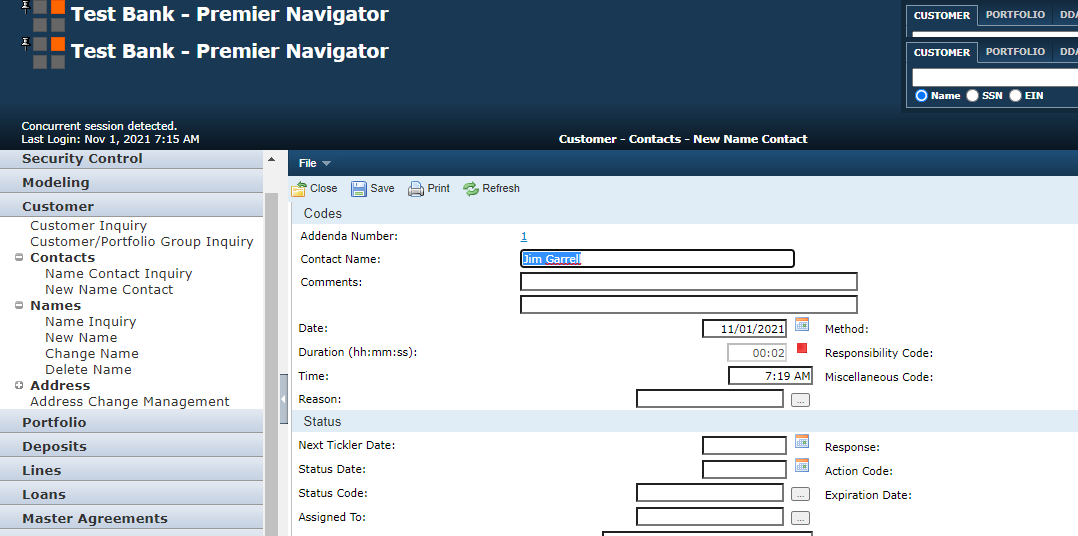 Test Bank - Premier Navigator
CUSTOMER PORTFOLIO DDA
Test Bank - Premier Navigator
CUSTOMER PORTFOLIO DDA
Name SSN EIN
Concurrent session detected.
Last Login: Nov 1, 2021 7:15 AM
Customer - Contacts - New Name Contact
Security Control
Modeling
Customer
Customer Inquiry
Customer/Portfolio Group Inquiry
Contacts
Name Contact Inquiry
New Name Contact
Names
Name Inquiry
New Name
Change Name
Delete Name
Address
Address Change Management
Portfolio
Deposits
Lines
Loans
Master Agreements
File
Close Save Print Refresh
Codes
Addenda Number: 1
Contact Name: Jim Garrell
Comments:
Date: 11/01/2021 Method:
Duration (hh:mm:ss): 00:02 Responsibility Code:
Time: 7:19 AM Miscellaneous Code:
Reason: ...
Status
Next Tickler Date: Response:
Status Date: Action Code:
Status Code: ... Expiration Date:
Assigned To: ...